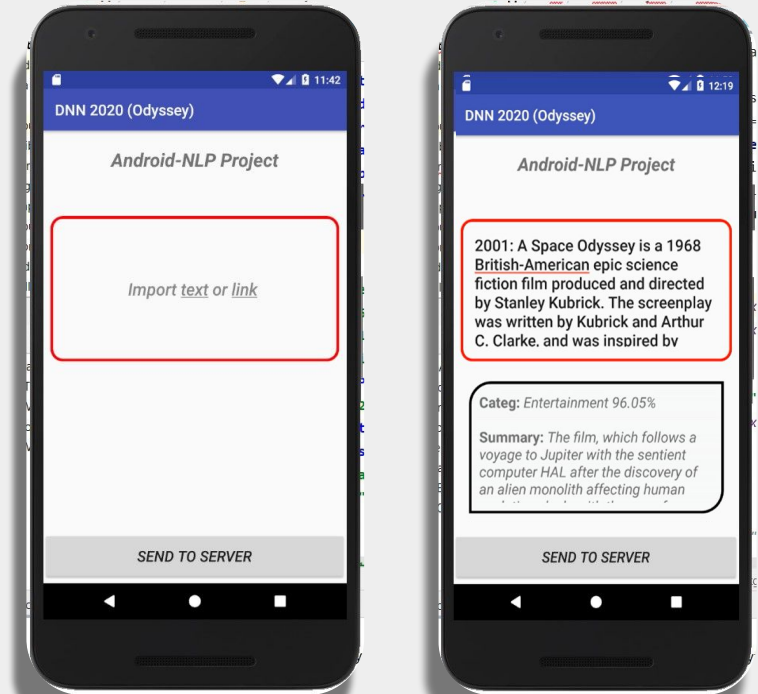 11:42
DNN 2020 (Odyssey)
Android-NLP Project
Import text or link
SEND TO SERVER
12:19
DNN 2020 (Odyssey)
Android-NLP Project
2001: A Space Odyssey is a 1968
British-American epic science
fiction film produced and directed
by Stanley Kubrick. The screenplay
was written by Kubrick and Arthur
C. Clarke, and was inspired by
Categ: Entertainment 96.05%
Summary: The film, which follows a
voyage to Jupiter with the sentient
computer HAL after the discovery of
an alien monolith affecting human
SEND TO SERVER